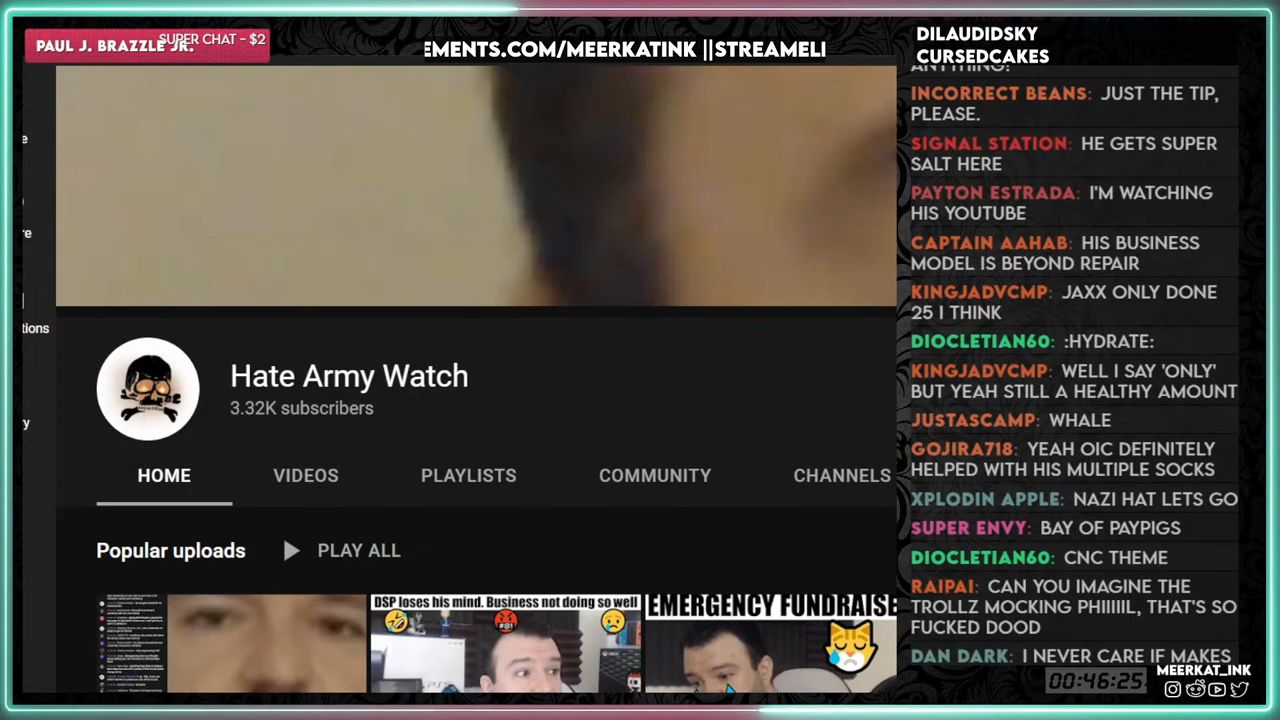 PAUL J. BRAZZLE JR.
SUPER CHAT - $2
EMENTS.COM/MEERKATINK ||STREAMELI
DILAUDIDSKY
CURSEDCAKES
ANYTHING!
INCORRECT BEANS: JUST THE TIP,
PLEASE.
SIGNAL STATION: HE GETS SUPER
SALT HERE
PAYTON ESTRADA: I'M WATCHING
HIS YOUTUBE
CAPTAIN AAHAB: HIS BUSINESS
MODEL IS BEYOND REPAIR
KINGJADVCMP: JAXX ONLY DONE
25 I THINK
DIOCLETIAN60: :HYDRATE:
KINGJADVCMP: WELL I SAY 'ONLY'
BUT YEAH STILL A HEALTHY AMOUNT
JUSTASCAMP: WHALE
GOJIRA718: YEAH OIC DEFINITELY
HELPED WITH HIS MULTIPLE SOCKS
XPLODIN APPLE: NAZI HAT LETS GO
SUPER ENVY: BAY OF PAYPIGS
DIOCLETIAN60: CNC THEME
RAIPAI: CAN YOU IMAGINE THE
TROLLZ MOCKING PHIIIIIL, THAT'S SO
FUCKED DOOD
DAN DARK: I NEVER CARE IF MAKES
e
re
tions
ry
Hate Army Watch
3.32K subscribers
HOME VIDEOS PLAYLISTS COMMUNITY CHANNELS
Popular uploads PLAY ALL
DSP loses his mind. Business not doing so well
EMERGENCY FUNDRAISE
00:46:25
MEERKAT_INK